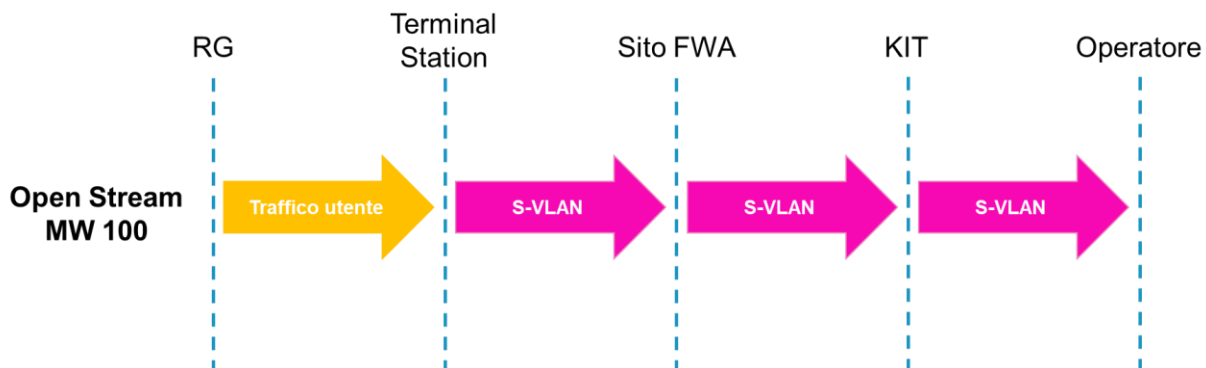 RG
Terminal
Station
Sito FWA
KIT
Operatore
Open Stream
MW 100
Traffico utente
S-VLAN
S-VLAN
S-VLAN